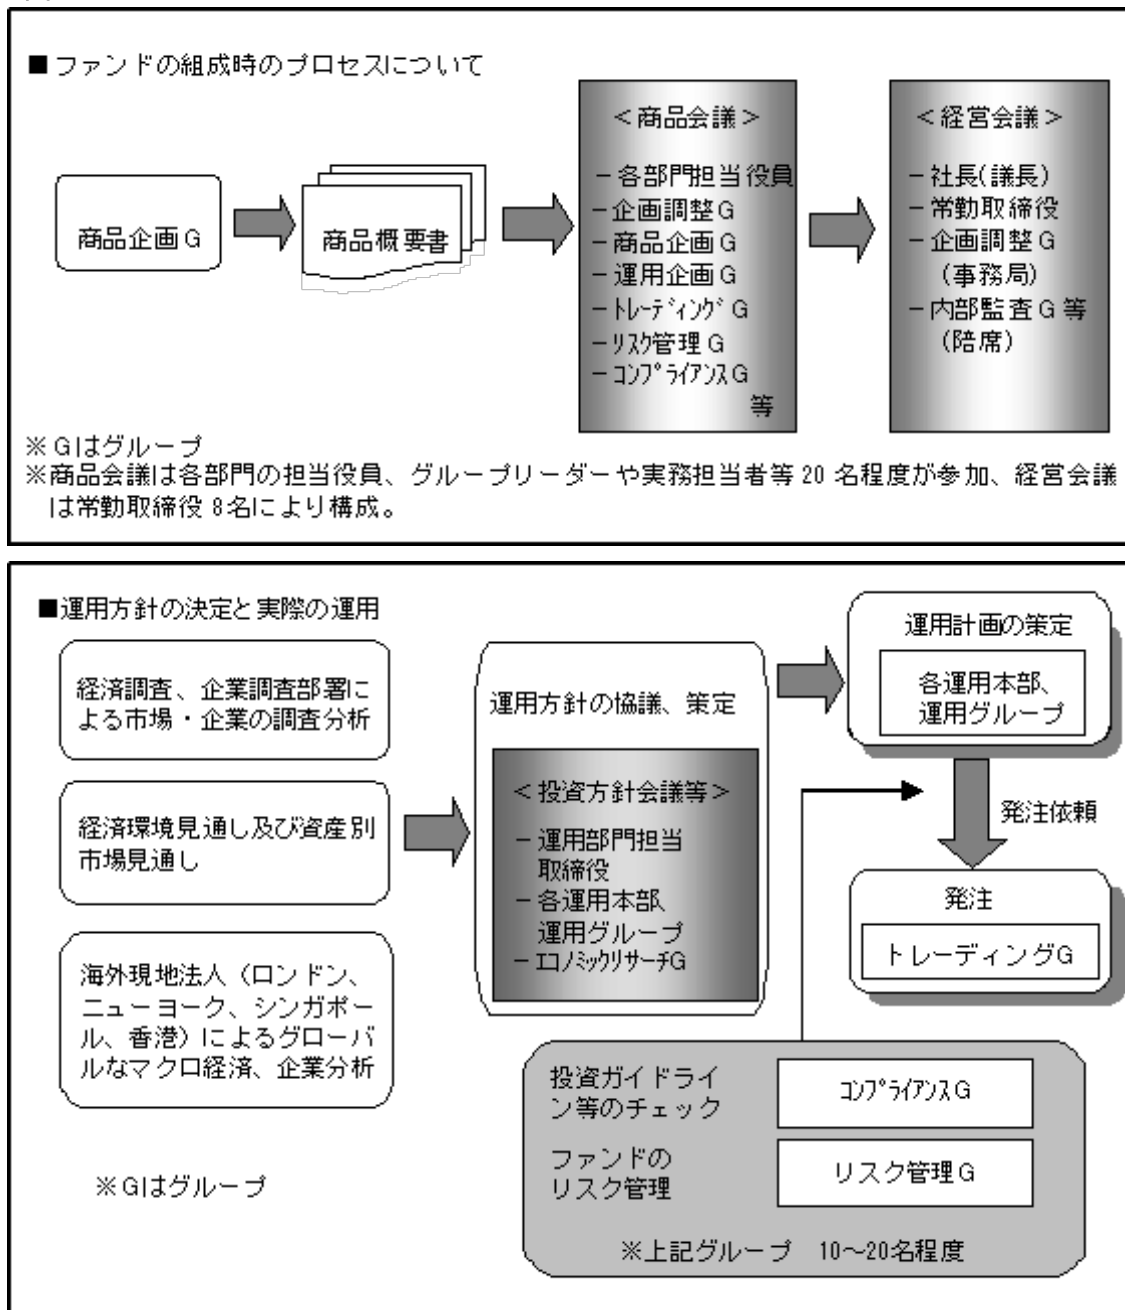 ■ファンドの組成時のプロセスについて
商品企画G
商品概要書
＜商品会議＞
－各部門担当役員
－企画調整G
－商品企画G
－運用企画G
－ﾄﾚｰﾃﾞｨﾝｸﾞG
－ﾘｽｸ管理G
－ｺﾝﾌﾟﾗｲｱﾝｽG
等
＜経営会議＞
－社長(議長)
－常勤取締役
－企画調整G
(事務局)
－内部監査G等
(陪席)
※Gはグループ
※商品会議は各部門の担当役員、グループリーダーや実務担当者等20名程度が参加、経営会議
は常勤取締役8名により構成。
■運用方針の決定と実際の運用
経済調査、企業調査部署に
よる市場・企業の調査分析
経済環境見通し及び資産別
市場見通し
海外現地法人（ロンドン、
ニューヨーク、シンガポー
ル、香港）によるグローバ
ルなマクロ経済、企業分析
※Gはグループ
運用方針の協議、策定
＜投資方針会議等＞
－運用部門担当
取締役
－各運用本部、
運用グループ
－ｴｺﾉﾐｯｸﾘｻｰﾁG
運用計画の策定
各運用本部、
運用グループ
発注依頼
発注
トレーディングG
投資ガイドライ
ン等のチェック
ｺﾝﾌﾟﾗｲｱﾝｽG
ファンドの
リスク管理
リスク管理G
※上記グループ　10～20名程度